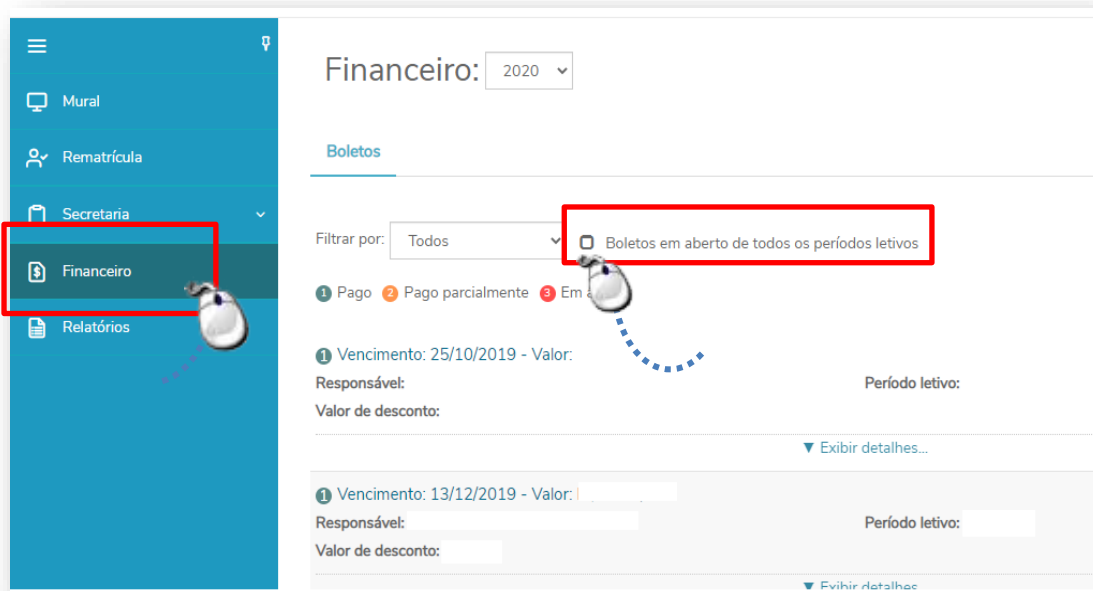 Mural
Rematrícula
Secretaria
Financeiro
Relatórios
Financeiro: 2020
Boletos
Filtrar por: Todos Boletos em aberto de todos os períodos letivos
1 Pago 2 Pago parcialmente 3 Em
1 Vencimento: 25/10/2019 - Valor:
Responsável: Período letivo:
Valor de desconto:
▼ Exibir detalhes...
1 Vencimento: 13/12/2019 - Valor:
Responsável: Período letivo:
Valor de desconto:
▼ Exibir detalhes